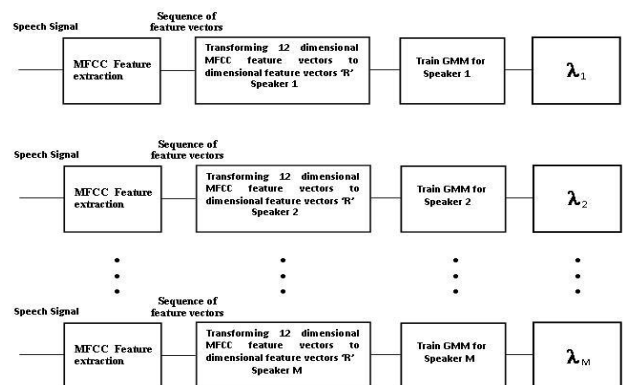 Speech Signal
Sequence of
feature vectors
MFCC Feature
extraction
Transforming 12 dimensional
MFCC feature vectors to
dimensional feature vectors 'R'
Speaker 1
Train GMM for
Speaker 1
λ1
Speech Signal
Sequence of
feature vectors
MFCC Feature
extraction
Transforming 12 dimensional
MFCC feature vectors to
dimensional feature vectors 'R'
Speaker 2
Train GMM for
Speaker 2
λ2
Speech Signal
Sequence of
feature vectors
MFCC Feature
extraction
Transforming 12 dimensional
MFCC feature vectors to
dimensional feature vectors 'R'
Speaker M
Train GMM for
Speaker M
λM